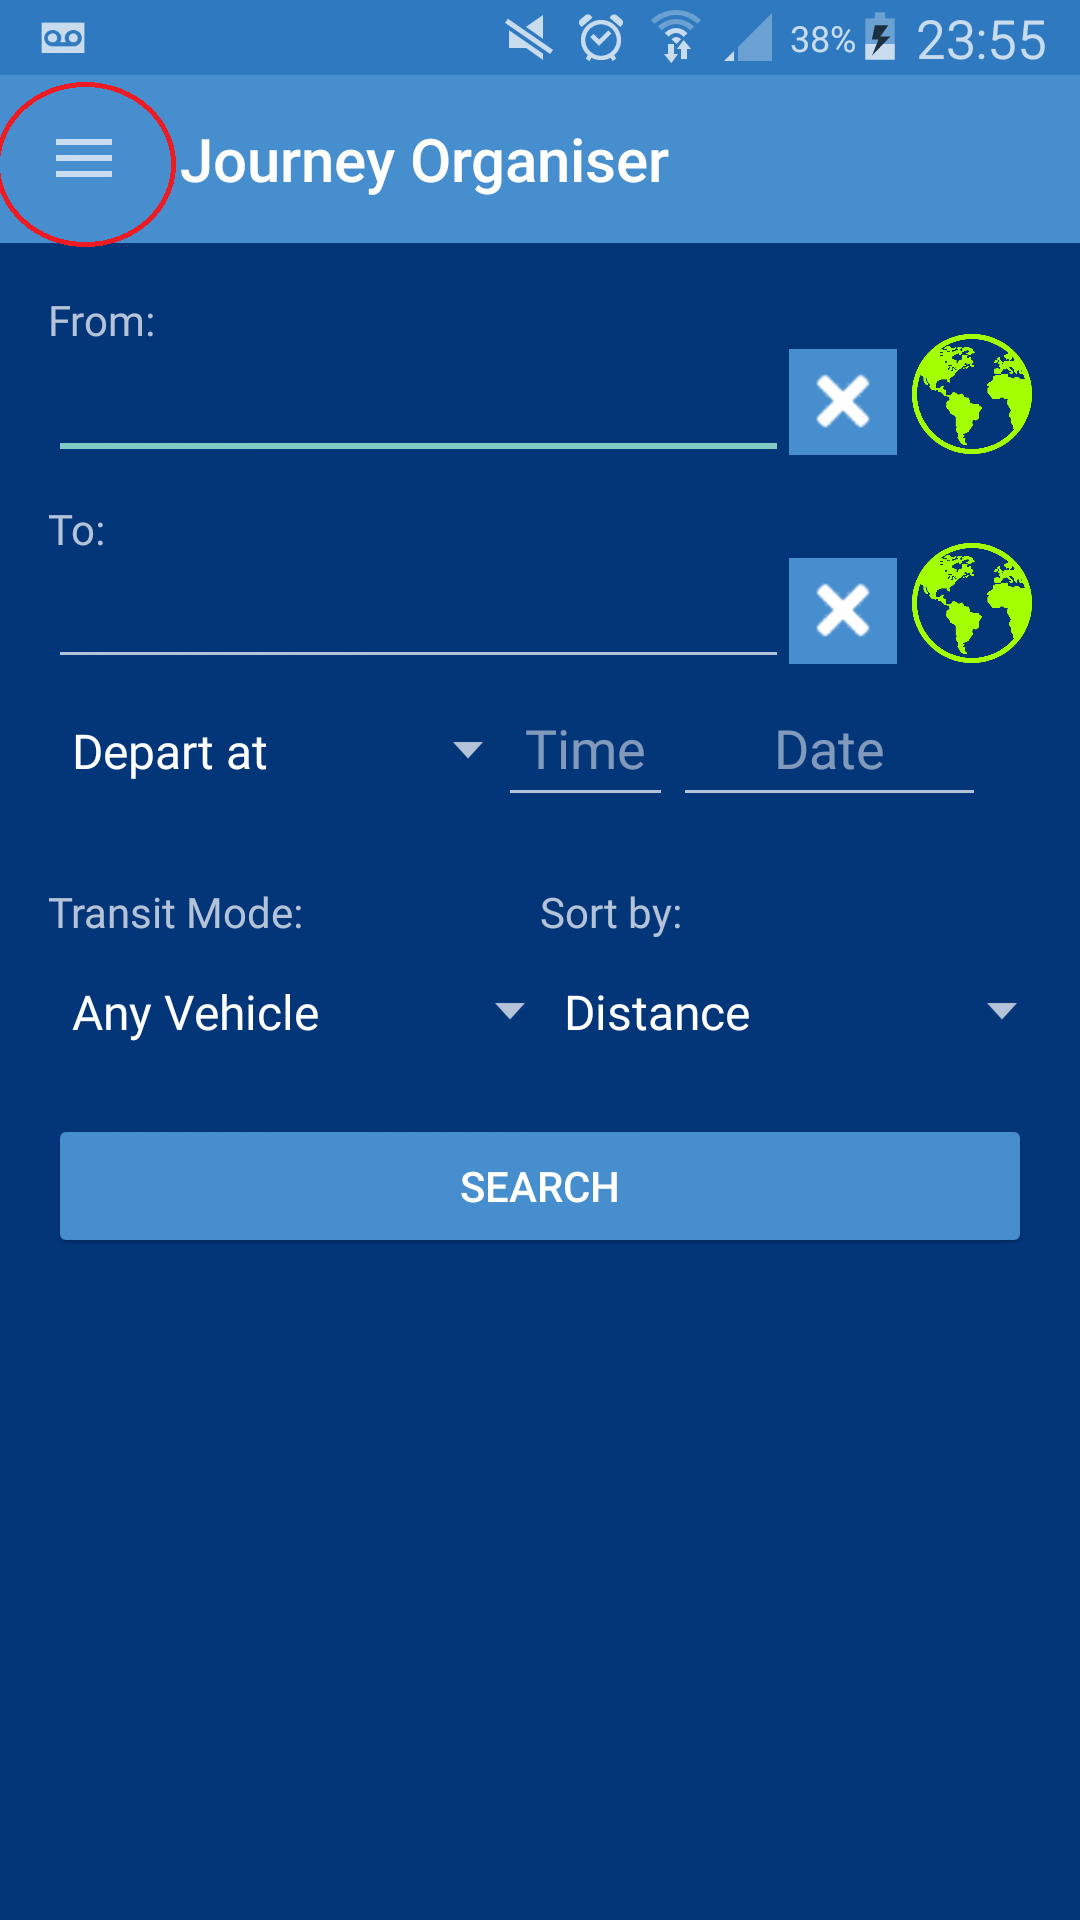 38% 23:55
Journey Organiser
From:
To:
Depart at Time Date
Transit Mode: Sort by:
Any Vehicle Distance
SEARCH